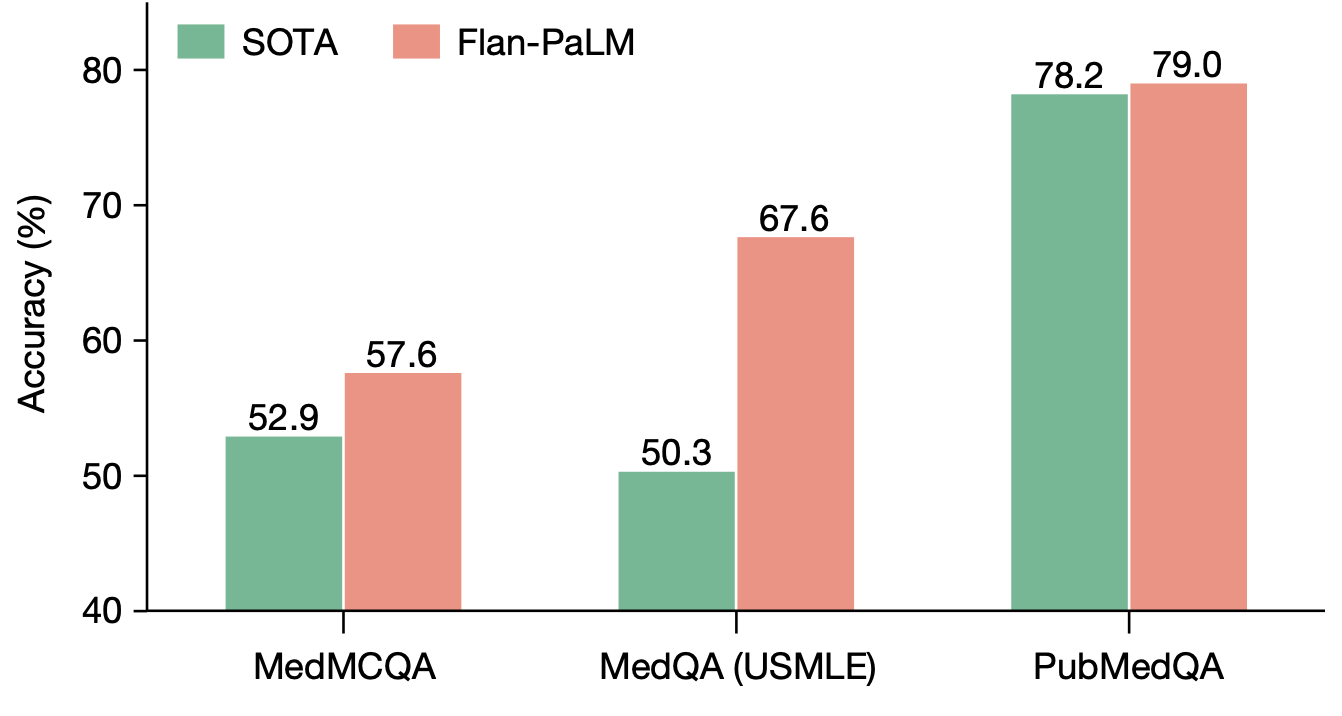 SOTA Flan-PaLM
Accuracy (%)
80
70
60
50
40
52.9
57.6
50.3
67.6
78.2
79.0
MedMCQA
MedQA (USMLE)
PubMedQA